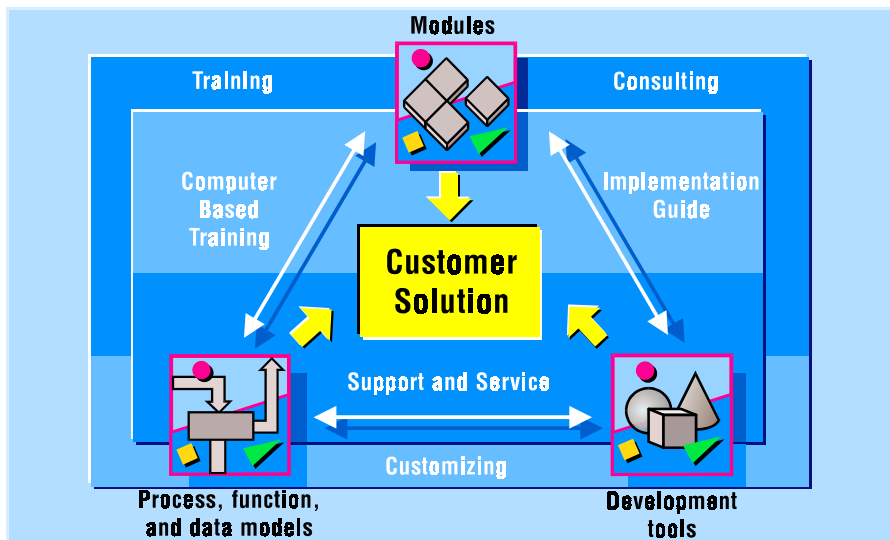 Modules
Training
Consulting
Computer
Based
Training
Implementation
Guide
Customer
Solution
Support and Service
Customizing
Process, function,
and data models
Development
tools